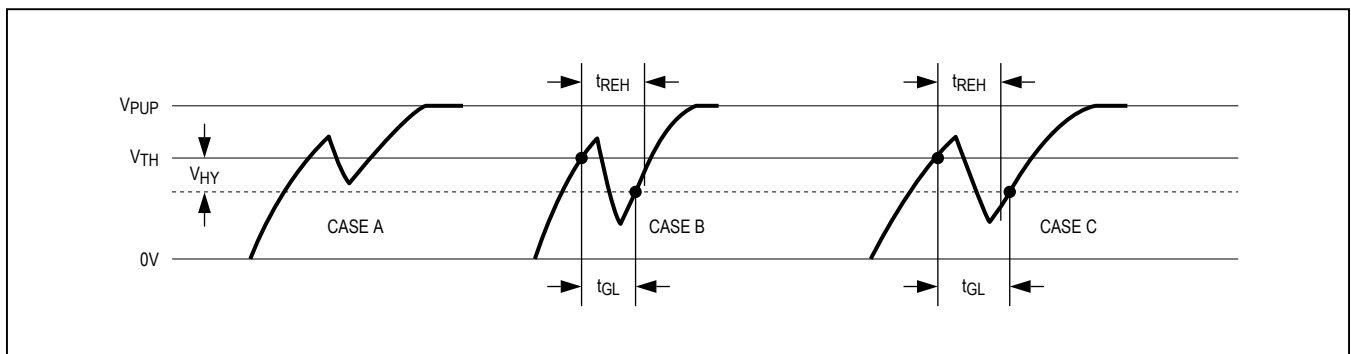 tREH
tREH
VPUP
VTH
VHY
CASE A
CASE B
CASE C
0V
tGL
tGL